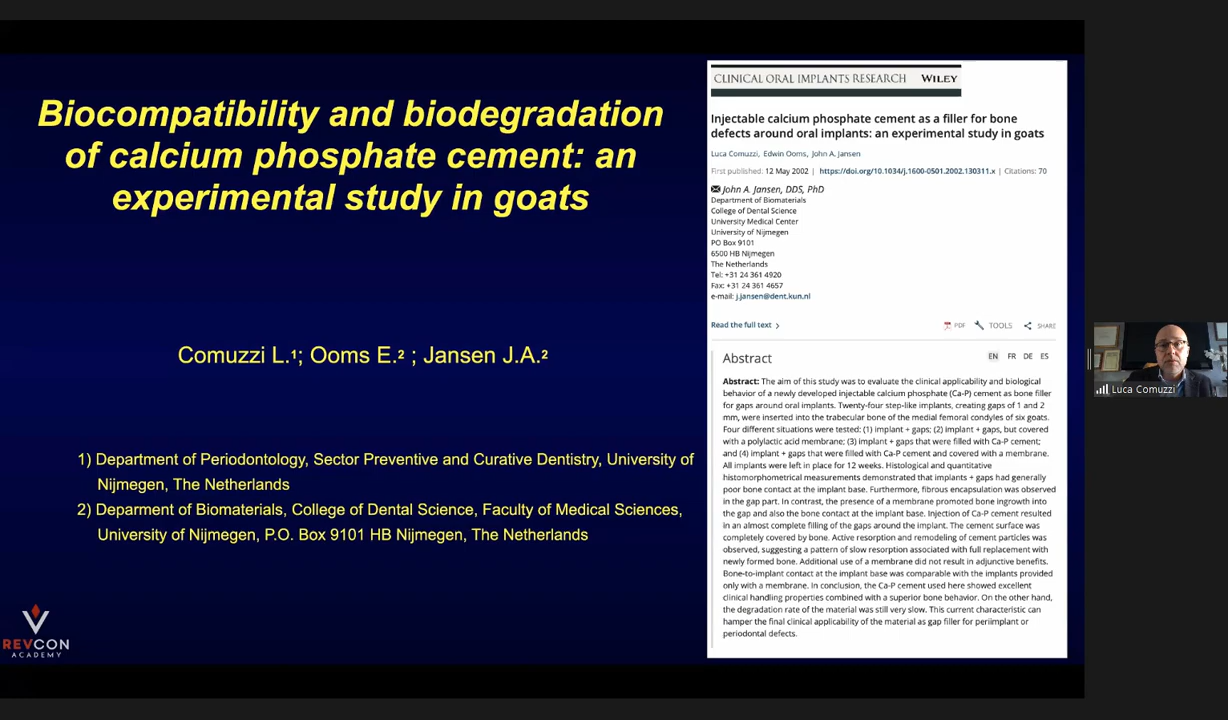 Biocompatibility and biodegradation
of calcium phosphate cement: an
experimental study in goats
Comuzzi L.1; Ooms E.2 ; Jansen J.A.2
1) Department of Periodontology, Sector Preventive and Curative Dentistry, University of
Nijmegen, The Netherlands
2) Deparment of Biomaterials, College of Dental Science, Faculty of Medical Sciences,
University of Nijmegen, P.O. Box 9101 HB Nijmegen, The Netherlands
REVCON
ACADEMY
CLINICAL ORAL IMPLANTS RESEARCH WILEY
Injectable calcium phosphate cement as a filler for bone
defects around oral implants: an experimental study in goats
Luca Comuzzi, Edwin Ooms, John A. Jansen
First published: 12 May 2002 | https://doi.org/10.1034/j.1600-0501.2002.130311.x | Citations: 70
John A. Jansen, DDS, PhD
Department of Biomaterials
College of Dental Science
University Medical Center
University of Nijmegen
PO Box 9101
6500 HB Nijmegen
The Netherlands
Tel: +31 24 361 4920
Fax: +31 24 361 4657
e-mail: j.jansen@dent.kun.nl
Read the full text
PDF TOOLS SHARE
Abstract EN FR DE ES
Abstract: The aim of this study was to evaluate the clinical applicability and biological
behavior of a newly developed injectable calcium phosphate (Ca-P) cement as bone filler
for gaps around oral implants. Twenty-four step-like implants, creating gaps of 1 and 2
mm, were inserted into the trabecular bone of the medial femoral condyles of six goats.
Four different situations were tested: (1) implant + gaps; (2) implant + gaps, but covered
with a polylactic acid membrane; (3) implant + gaps that were filled with Ca-P cement;
and (4) implant + gaps that were filled with Ca-P cement and covered with a membrane.
All implants were left in place for 12 weeks. Histological and quantitative
histomorphometrical measurements demonstrated that implants + gaps had generally
poor bone contact at the implant base. Furthermore, fibrous encapsulation was observed
in the gap part. In contrast, the presence of a membrane promoted bone ingrowth into
the gap and also the bone contact at the implant base. Injection of Ca-P cement resulted
in an almost complete filling of the gaps around the implant. The cement surface was
completely covered by bone. Active resorption and remodeling of cement particles was
observed, suggesting a pattern of slow resorption associated with full replacement with
newly formed bone. Additional use of a membrane did not result in adjunctive benefits.
Bone-to-implant contact at the implant base was comparable with the implants provided
only with a membrane. In conclusion, the Ca-P cement used here showed excellent
clinical handling properties combined with a superior bone behavior. On the other hand,
the degradation rate of the material was still very slow. This current characteristic can
hamper the final clinical applicability of the material as gap filler for periimplant or
periodontal defects.
Luca Comuzzi